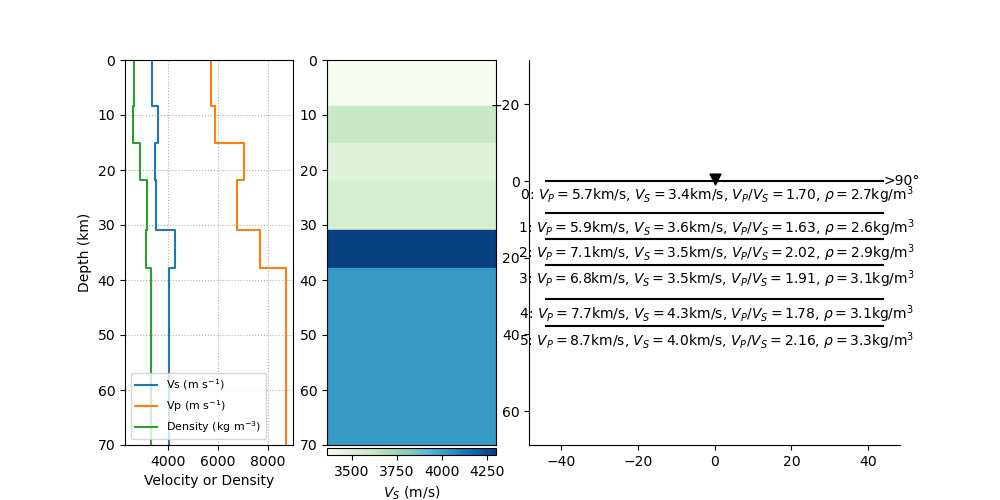 0
10
20
30
40
50
60
70
Depth (km)
4000 6000 8000
Velocity or Density
Vs (m s⁻¹)
Vp (m s⁻¹)
Density (kg m⁻³)
0
10
20
30
40
50
60
70
3500 3750 4000 4250
V_S (m/s)
−20
0
20
40
60
−40 −20 0 20 40
>90°
0: V_P = 5.7km/s, V_S = 3.4km/s, V_P/V_S = 1.70, ρ = 2.7kg/m³
1: V_P = 5.9km/s, V_S = 3.6km/s, V_P/V_S = 1.63, ρ = 2.6kg/m³
2: V_P = 7.1km/s, V_S = 3.5km/s, V_P/V_S = 2.02, ρ = 2.9kg/m³
3: V_P = 6.8km/s, V_S = 3.5km/s, V_P/V_S = 1.91, ρ = 3.1kg/m³
4: V_P = 7.7km/s, V_S = 4.3km/s, V_P/V_S = 1.78, ρ = 3.1kg/m³
5: V_P = 8.7km/s, V_S = 4.0km/s, V_P/V_S = 2.16, ρ = 3.3kg/m³